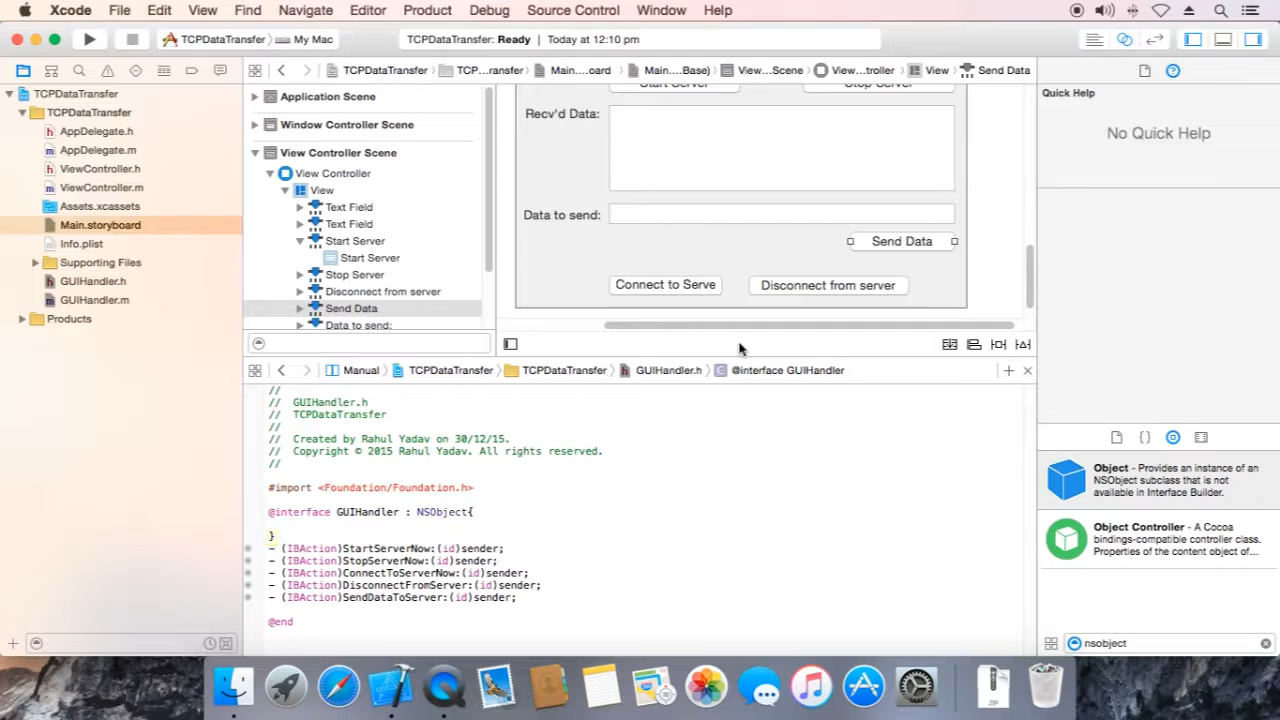 Xcode File Edit View Find Navigate Editor Product Debug Source Control Window Help
TCPDataTransfer My Mac TCPDataTransfer: Ready | Today at 12:10 pm
TCPDataTransfer TCP...ransfer Main....oard Main....Base) View...Scene View...troller View Send Data
TCPDataTransfer
TCPDataTransfer
AppDelegate.h
AppDelegate.m
ViewController.h
ViewController.m
Assets.xcassets
Main.storyboard
Info.plist
Supporting Files
GUIHandler.h
GUIHandler.m
Products
Application Scene
Window Controller Scene
View Controller Scene
View Controller
View
Text Field
Text Field
Start Server
Start Server
Stop Server
Disconnect from server
Send Data
Data to send:
Start Server Stop Server
Recv'd Data:
Data to send:
Send Data
Connect to Serve Disconnect from server
Manual TCPDataTransfer TCPDataTransfer GUIHandler.h @interface GUIHandler
//
// GUIHandler.h
// TCPDataTransfer
//
// Created by Rahul Yadav on 30/12/15.
// Copyright © 2015 Rahul Yadav. All rights reserved.
//
#import <Foundation/Foundation.h>
@interface GUIHandler : NSObject{
}
- (IBAction)StartServerNow:(id)sender;
- (IBAction)StopServerNow:(id)sender;
- (IBAction)ConnectToServerNow:(id)sender;
- (IBAction)DisconnectFromServer:(id)sender;
- (IBAction)SendDataToServer:(id)sender;
@end
Quick Help
No Quick Help
Object - Provides an instance of an
NSObject subclass that is not
available in Interface Builder.
Object Controller - A Cocoa
bindings-compatible controller class.
Properties of the content object of...
nsobject
ZIP